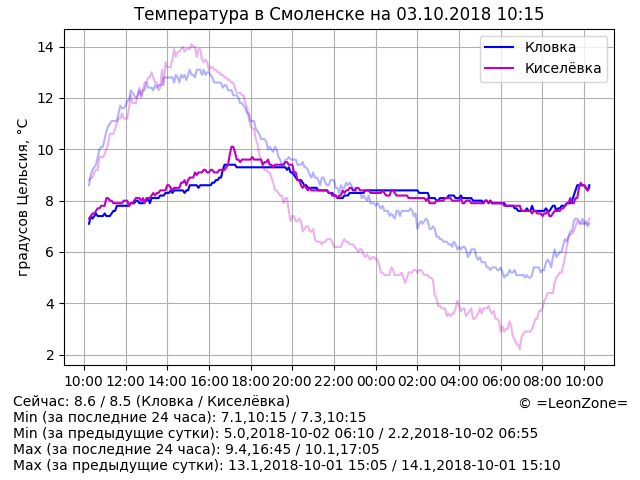 Температура в Смоленске на 03.10.2018 10:15
градусов Цельсия, °C
14
12
10
8
6
4
2
Кловка
Киселёвка
10:00 12:00 14:00 16:00 18:00 20:00 22:00 00:00 02:00 04:00 06:00 08:00 10:00
Сейчас: 8.6 / 8.5 (Кловка / Киселёвка)
© =LeonZone=
Min (за последние 24 часа): 7.1,10:15 / 7.3,10:15
Min (за предыдущие сутки): 5.0,2018-10-02 06:10 / 2.2,2018-10-02 06:55
Max (за последние 24 часа): 9.4,16:45 / 10.1,17:05
Max (за предыдущие сутки): 13.1,2018-10-01 15:05 / 14.1,2018-10-01 15:10